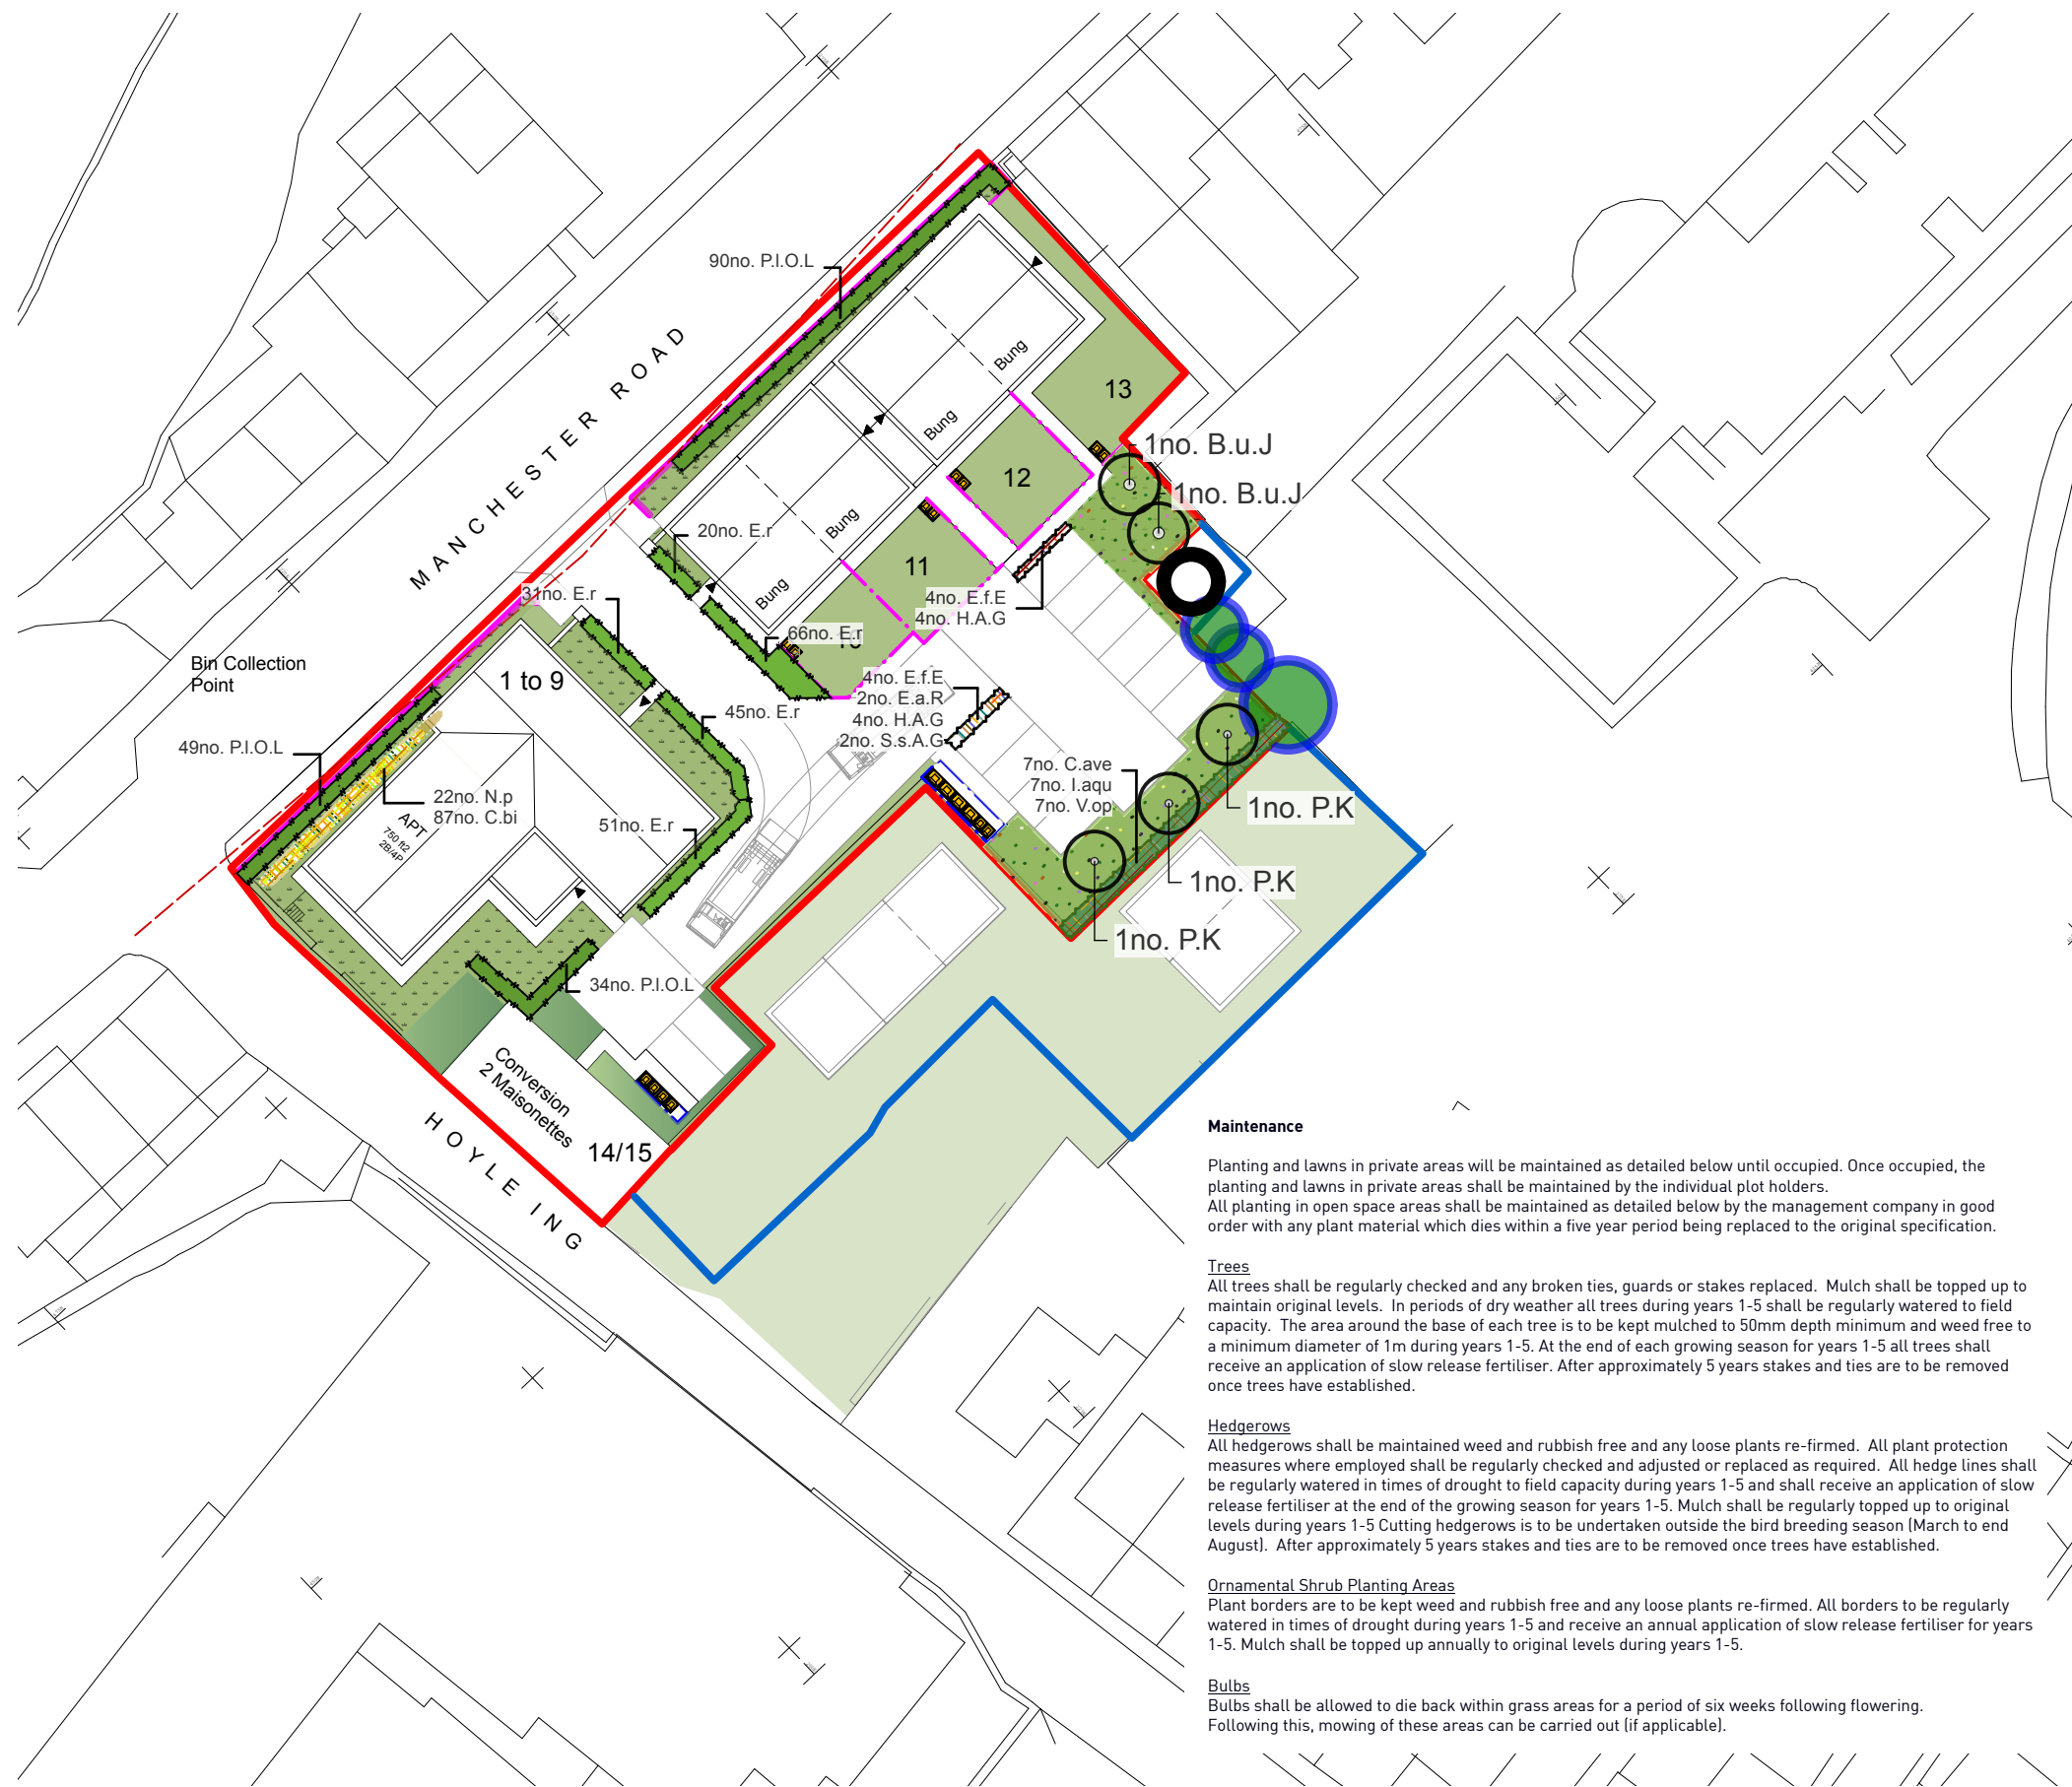 90no. P.l.O.L
MANCHESTER ROAD
Bung
13
Bung
1no. B.u.J
12
1no. B.u.J
Bung
20no. E.r
11
Bung
31no. E.r
4no. E.f.E
4no. H.A.G
66no. E.r
10
Bin Collection
Point
1 to 9
4no. E.f.E
2no. E.a.R
4no. H.A.G
2no. S.s.A.G
45no. E.r
49no. P.l.O.L
7no. C.ave
7no. I.aqu
7no. V.op
22no. N.p
87no. C.bi
1no. P.K
APT
750 ft2
2B/4P
51no. E.r
1no. P.K
1no. P.K
34no. P.l.O.L
Conversion
2 Maisonettes
14/15
HOYLE ING
Maintenance
Planting and lawns in private areas will be maintained as detailed below until occupied. Once occupied, the
planting and lawns in private areas shall be maintained by the individual plot holders.
All planting in open space areas shall be maintained as detailed below by the management company in good
order with any plant material which dies within a five year period being replaced to the original specification.
Trees
All trees shall be regularly checked and any broken ties, guards or stakes replaced. Mulch shall be topped up to
maintain original levels. In periods of dry weather all trees during years 1-5 shall be regularly watered to field
capacity. The area around the base of each tree is to be kept mulched to 50mm depth minimum and weed free to
a minimum diameter of 1m during years 1-5. At the end of each growing season for years 1-5 all trees shall
receive an application of slow release fertiliser. After approximately 5 years stakes and ties are to be removed
once trees have established.
Hedgerows
All hedgerows shall be maintained weed and rubbish free and any loose plants re-firmed. All plant protection
measures where employed shall be regularly checked and adjusted or replaced as required. All hedge lines shall
be regularly watered in times of drought to field capacity during years 1-5 and shall receive an application of slow
release fertiliser at the end of the growing season for years 1-5. Mulch shall be regularly topped up to original
levels during years 1-5 Cutting hedgerows is to be undertaken outside the bird breeding season (March to end
August). After approximately 5 years stakes and ties are to be removed once trees have established.
Ornamental Shrub Planting Areas
Plant borders are to be kept weed and rubbish free and any loose plants re-firmed. All borders to be regularly
watered in times of drought during years 1-5 and receive an annual application of slow release fertiliser for years
1-5. Mulch shall be topped up annually to original levels during years 1-5.
Bulbs
Bulbs shall be allowed to die back within grass areas for a period of six weeks following flowering.
Following this, mowing of these areas can be carried out (if applicable).